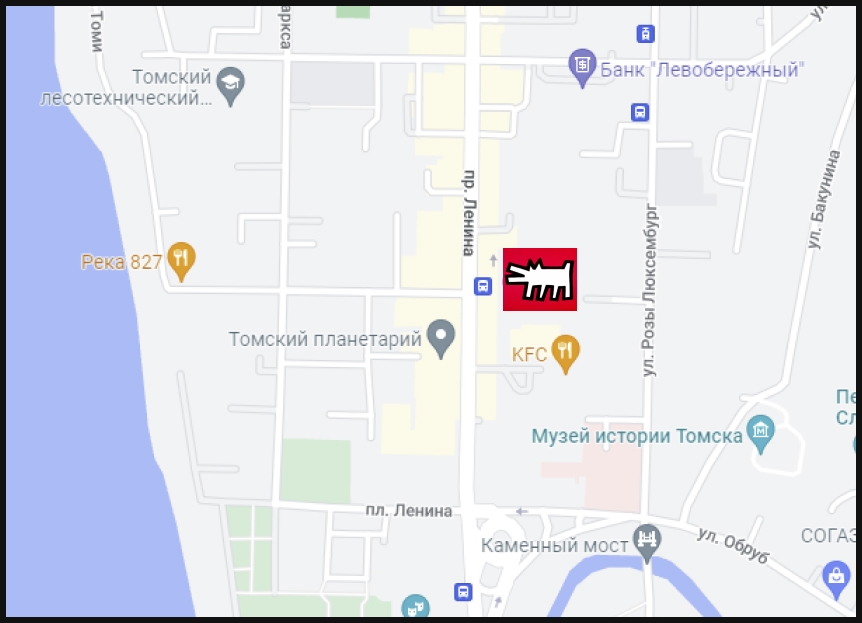 Томи
аркса
ул.
Томский
лесотехнический...
Банк "Левобережный"
пр. Ленина
ул. Бакунина
ул. Розы Люксембург
Река 827
Томский планетарий
KFC
Пе
Сл
Музей истории Томска
пл. Ленина
Каменный мост
ул. Обруб
СОГАЗ